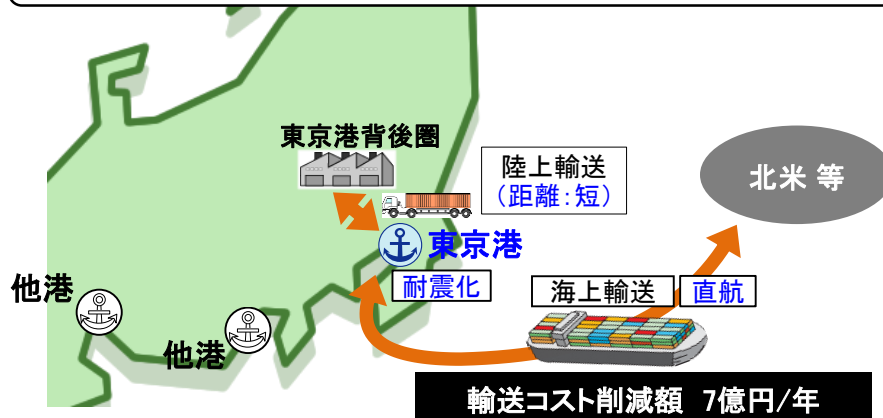 東京港背後圏
陸上輸送
（距離：短）
北米 等
東京港
耐震化
海上輸送
直航
他港
他港
輸送コスト削減額 7億円/年